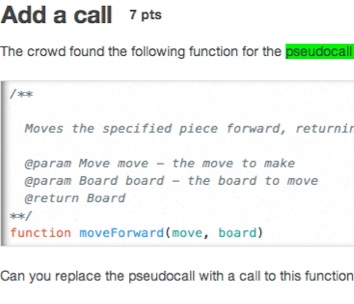 Add a call 7 pts
The crowd found the following function for the pseudocall
/**
Moves the specified piece forward,
@param Move move – the move to make
@param Board board – the board to move
@return Board
**/
function moveForward(move, board)
Can you replace the pseudocall with a call to this function